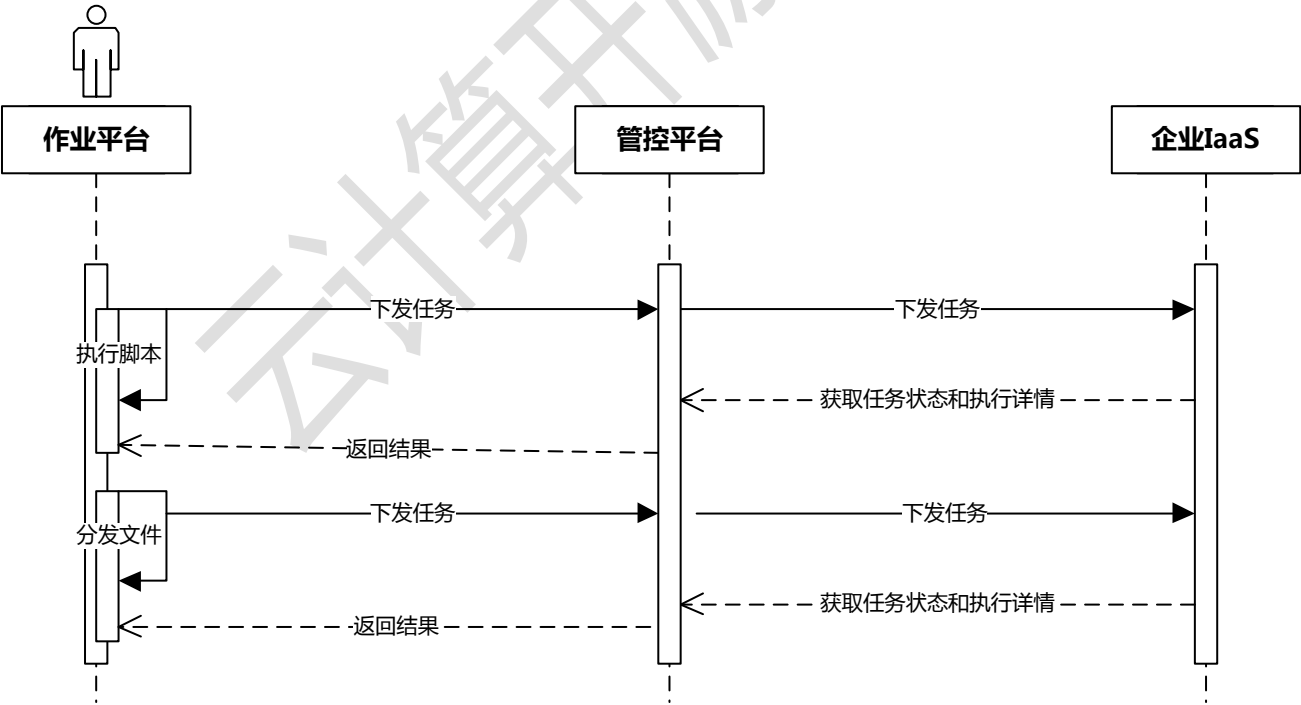 云计算开源
作业平台
管控平台
企业IaaS
下发任务
下发任务
执行脚本
获取任务状态和执行详情
返回结果
下发任务
下发任务
分发文件
获取任务状态和执行详情
返回结果